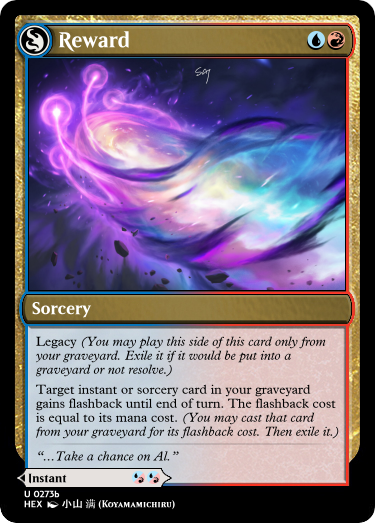 Reward
Sorcery
Legacy (You may play this side of this card only from
your graveyard. Exile it if it would be put into a
graveyard or not resolve.)
Target instant or sorcery card in your graveyard
gains flashback until end of turn. The flashback cost
is equal to its mana cost. (You may cast that card
from your graveyard for its flashback cost. Then exile it.)
“…Take a chance on Al.”
Instant
U 0273b
HEX 小山 满 (Koyamamichiru)